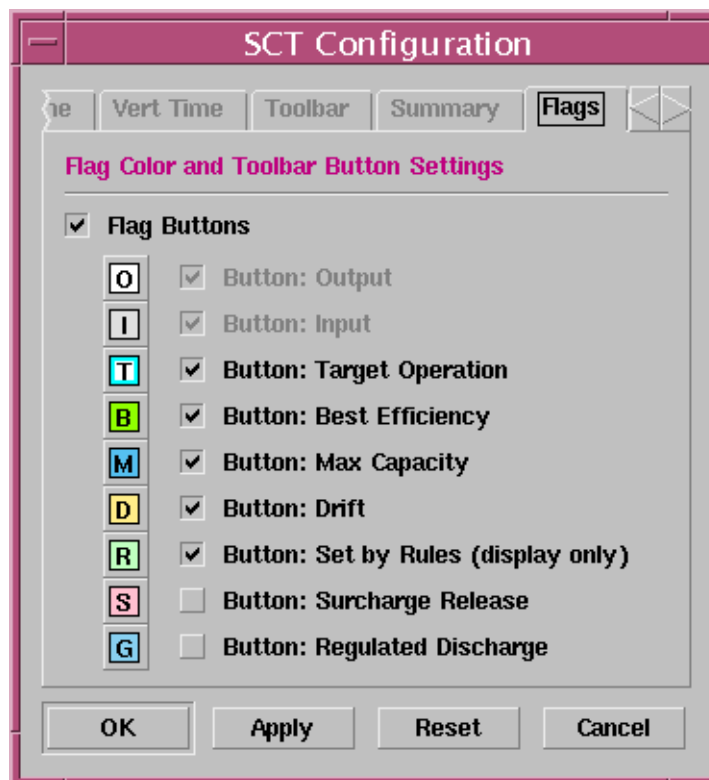 SCT Configuration
ne Vert Time Toolbar Summary Flags
Flag Color and Toolbar Button Settings
Flag Buttons
O Button: Output
I Button: Input
T Button: Target Operation
B Button: Best Efficiency
M Button: Max Capacity
D Button: Drift
R Button: Set by Rules (display only)
S Button: Surcharge Release
G Button: Regulated Discharge
OK Apply Reset Cancel